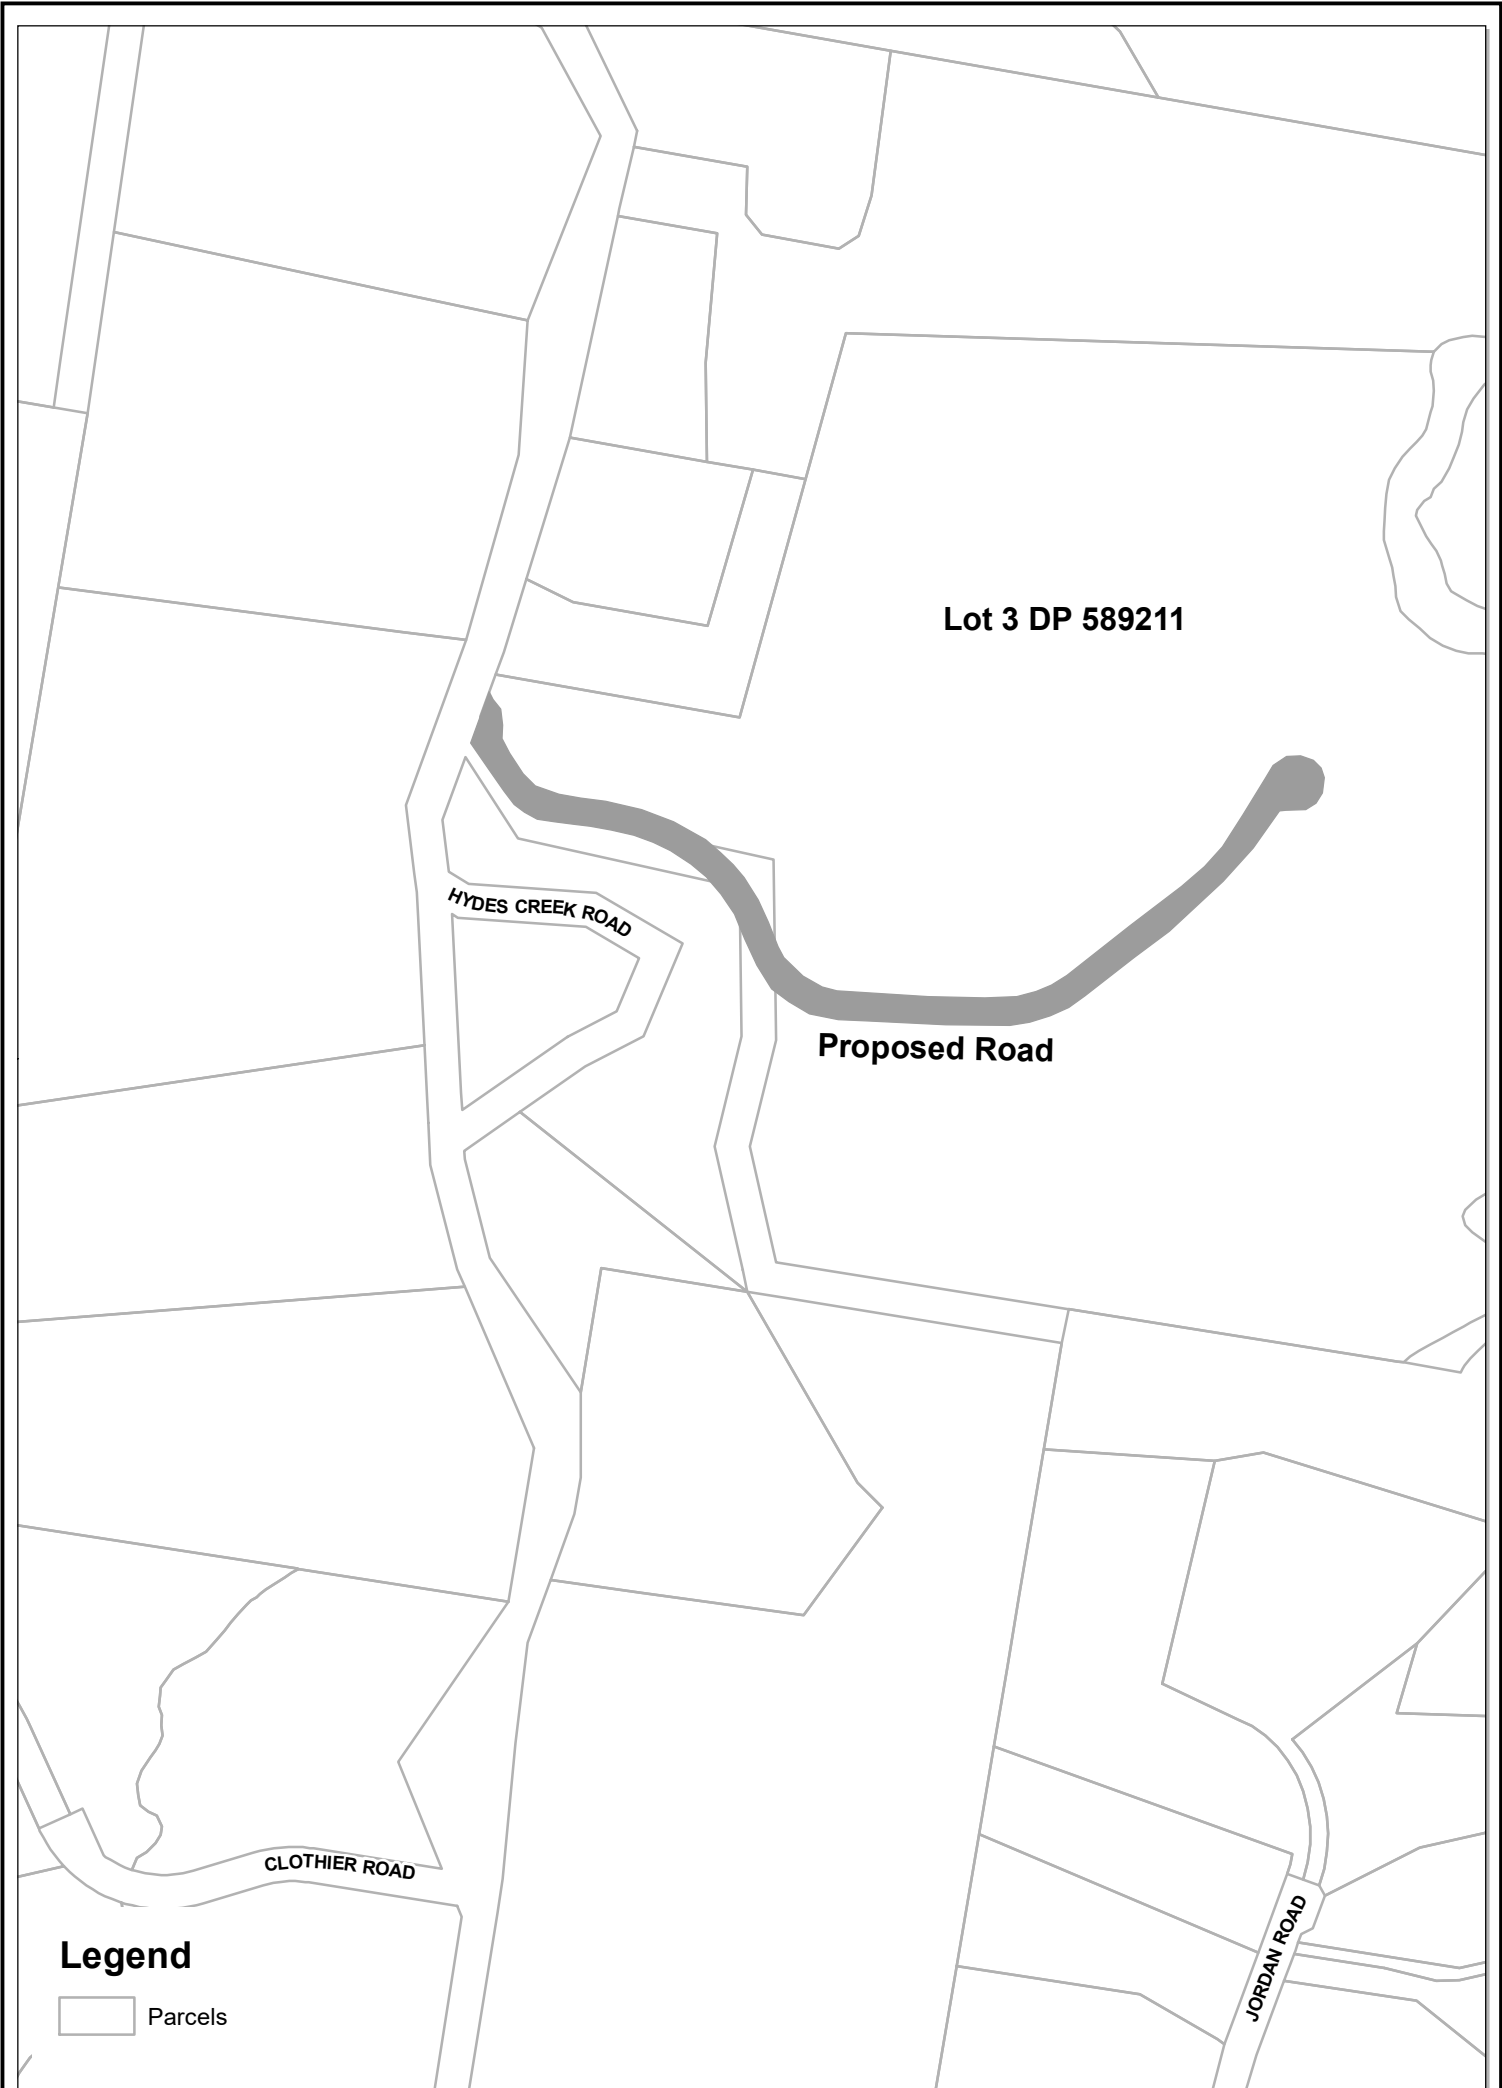 Lot 3 DP 589211
HYDES CREEK ROAD
Proposed Road
CLOTHIER ROAD
JORDAN ROAD
Legend
Parcels